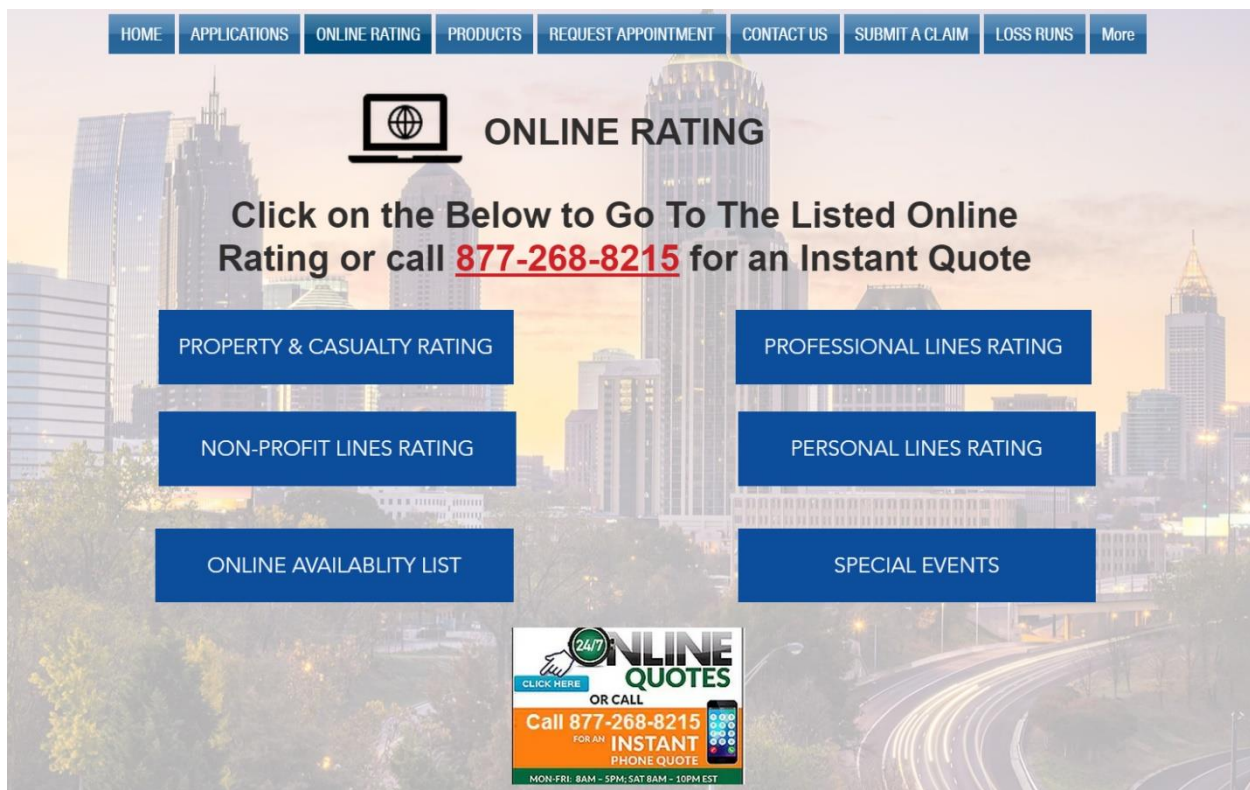 HOME APPLICATIONS ONLINE RATING PRODUCTS REQUEST APPOINTMENT CONTACT US SUBMIT A CLAIM LOSS RUNS More
ONLINE RATING
Click on the Below to Go To The Listed Online
Rating or call 877-268-8215 for an Instant Quote
PROPERTY & CASUALTY RATING
PROFESSIONAL LINES RATING
NON-PROFIT LINES RATING
PERSONAL LINES RATING
ONLINE AVAILABLITY LIST
SPECIAL EVENTS
24/7 ONLINE
CLICK HERE QUOTES
OR CALL
Call 877-268-8215
FOR AN INSTANT
PHONE QUOTE
MON-FRI: 8AM – 5PM; SAT 8AM – 10PM EST